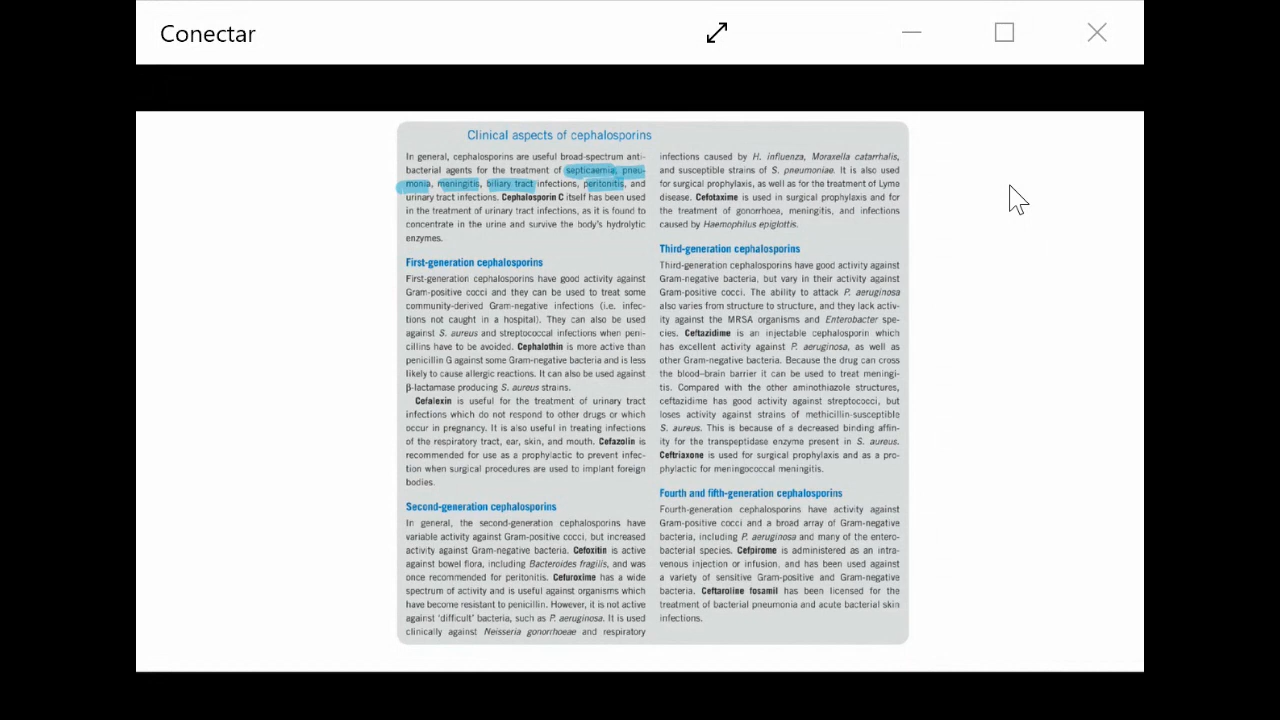 Conectar
Clinical aspects of cephalosporins
In general, cephalosporins are useful broad-spectrum anti-
bacterial agents for the treatment of septicaemia, pneu-
monia, meningitis, biliary tract infections, peritonitis, and
urinary tract infections. Cephalosporin C itself has been used
in the treatment of urinary tract infections, as it is found to
concentrate in the urine and survive the body's hydrolytic
enzymes.
First-generation cephalosporins
First-generation cephalosporins have good activity against
Gram-positive cocci and they can be used to treat some
community-derived Gram-negative infections (i.e. infec-
tions not caught in a hospital). They can also be used
against S. aureus and streptococcal infections when peni-
cillins have to be avoided. Cephalothin is more active than
penicillin G against some Gram-negative bacteria and is less
likely to cause allergic reactions. It can also be used against
β-lactamase producing S. aureus strains.
Cefalexin is useful for the treatment of urinary tract
infections which do not respond to other drugs or which
occur in pregnancy. It is also useful in treating infections
of the respiratory tract, ear, skin, and mouth. Cefazolin is
recommended for use as a prophylactic to prevent infec-
tion when surgical procedures are used to implant foreign
bodies.
Second-generation cephalosporins
In general, the second-generation cephalosporins have
variable activity against Gram-positive cocci, but increased
activity against Gram-negative bacteria. Cefoxitin is active
against bowel flora, including Bacteroides fragilis, and was
once recommended for peritonitis. Cefuroxime has a wide
spectrum of activity and is useful against organisms which
have become resistant to penicillin. However, it is not active
against 'difficult' bacteria, such as P. aeruginosa. It is used
clinically against Neisseria gonorrhoeae and respiratory
infections caused by H. influenza, Moraxella catarrhalis,
and susceptible strains of S. pneumoniae. It is also used
for surgical prophylaxis, as well as for the treatment of Lyme
disease. Cefotaxime is used in surgical prophylaxis and for
the treatment of gonorrhoea, meningitis, and infections
caused by Haemophilus epiglottis.
Third-generation cephalosporins
Third-generation cephalosporins have good activity against
Gram-negative bacteria, but vary in their activity against
Gram-positive cocci. The ability to attack P. aeruginosa
also varies from structure to structure, and they lack activ-
ity against the MRSA organisms and Enterobacter spe-
cies. Ceftazidime is an injectable cephalosporin which
has excellent activity against P. aeruginosa, as well as
other Gram-negative bacteria. Because the drug can cross
the blood–brain barrier it can be used to treat meningi-
tis. Compared with the other aminothiazole structures,
ceftazidime has good activity against streptococci, but
loses activity against strains of methicillin-susceptible
S. aureus. This is because of a decreased binding affin-
ity for the transpeptidase enzyme present in S. aureus.
Ceftriaxone is used for surgical prophylaxis and as a pro-
phylactic for meningococcal meningitis.
Fourth and fifth-generation cephalosporins
Fourth-generation cephalosporins have activity against
Gram-positive cocci and a broad array of Gram-negative
bacteria, including P. aeruginosa and many of the entero-
bacterial species. Cefpirome is administered as an intra-
venous injection or infusion, and has been used against
a variety of sensitive Gram-positive and Gram-negative
bacteria. Ceftaroline fosamil has been licensed for the
treatment of bacterial pneumonia and acute bacterial skin
infections.